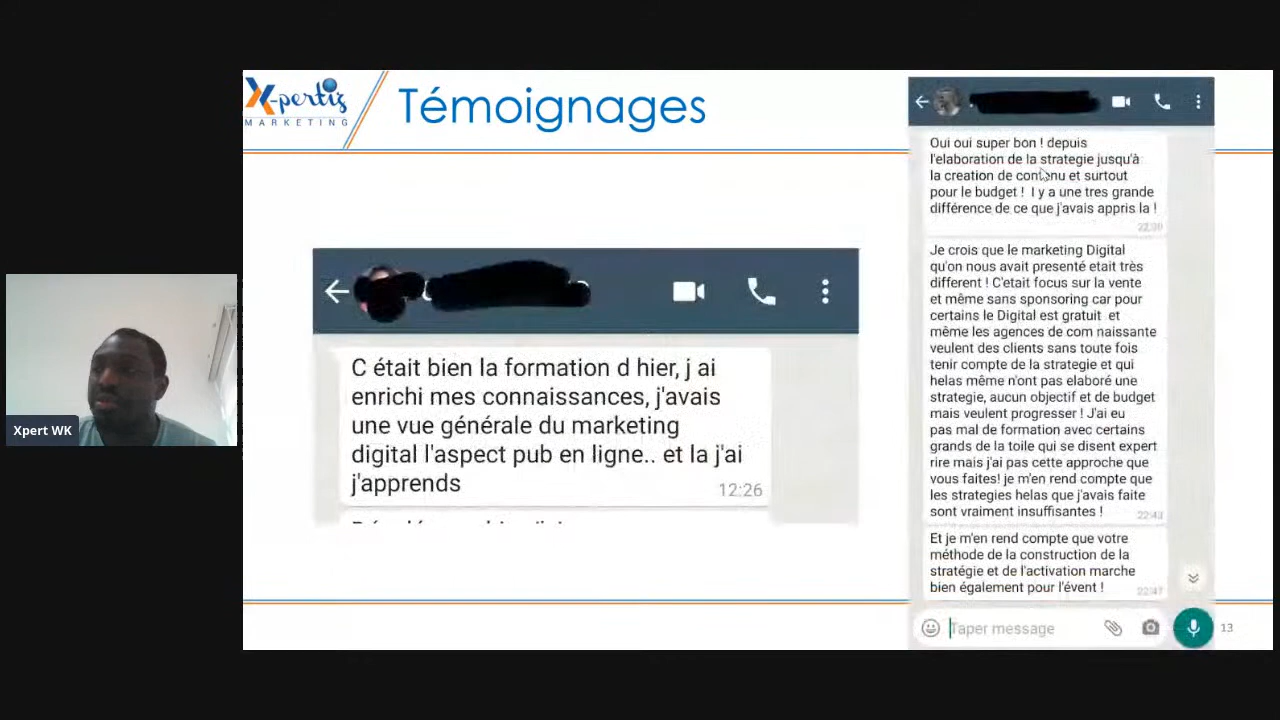 X-pertis
MARKETING
Témoignages
C était bien la formation d hier, j ai
enrichi mes connaissances, j'avais
une vue générale du marketing
digital l'aspect pub en ligne.. et la j'ai
j'apprends
12:26
Oui oui super bon ! depuis
l'elaboration de la strategie jusqu'à
la creation de contenu et surtout
pour le budget ! I y a une tres grande
différence de ce que j'avais appris la !
22:39
Je crois que le marketing Digital
qu'on nous avait presenté etait très
different ! C'etait focus sur la vente
et même sans sponsoring car pour
certains le Digital est gratuit et
même les agences de com naissante
veulent des clients sans toute fois
tenir compte de la strategie et qui
helas même n'ont pas elaboré une
strategie, aucun objectif et de budget
mais veulent progresser ! J'ai eu
pas mal de formation avec certains
grands de la toile qui se disent expert
rire mais j'ai pas cette approche que
vous faites! je m'en rend compte que
les strategies helas que j'avais faite
sont vraiment insuffisantes !
22:43
Et je m'en rend compte que votre
méthode de la construction de la
stratégie et de l'activation marche
bien également pour l'évent !
22:47
Taper message
13
Xpert WK